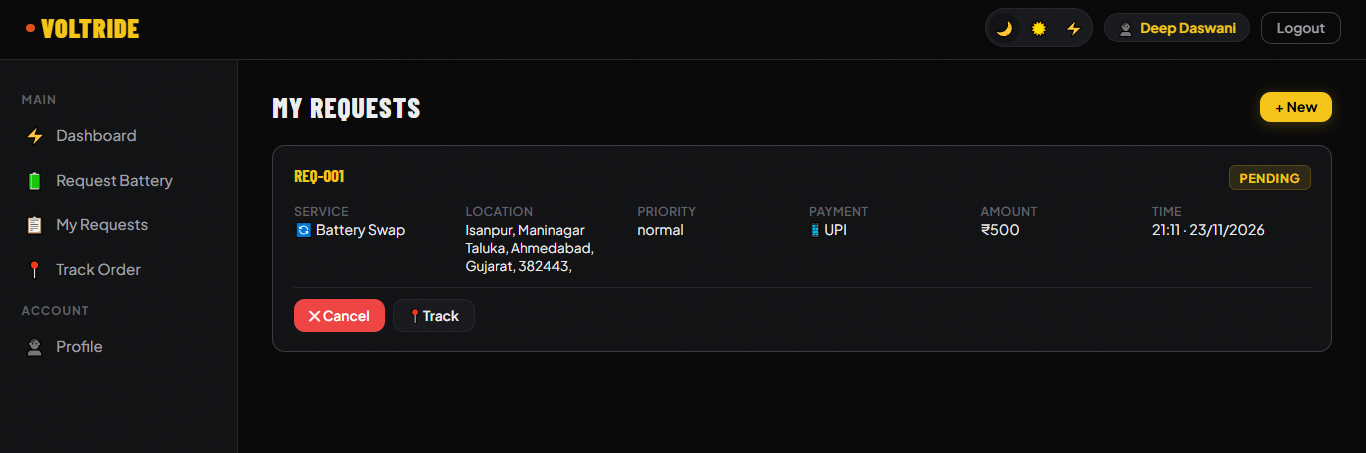 VOLTRIDE
Deep Daswani
Logout
MAIN
Dashboard
Request Battery
My Requests
Track Order
ACCOUNT
Profile
MY REQUESTS
+ New
REQ-001
PENDING
SERVICE
Battery Swap
LOCATION
Isanpur, Maninagar
Taluka, Ahmedabad,
Gujarat, 382443,
PRIORITY
normal
PAYMENT
UPI
AMOUNT
₹500
TIME
21:11 · 23/11/2026
Cancel
Track